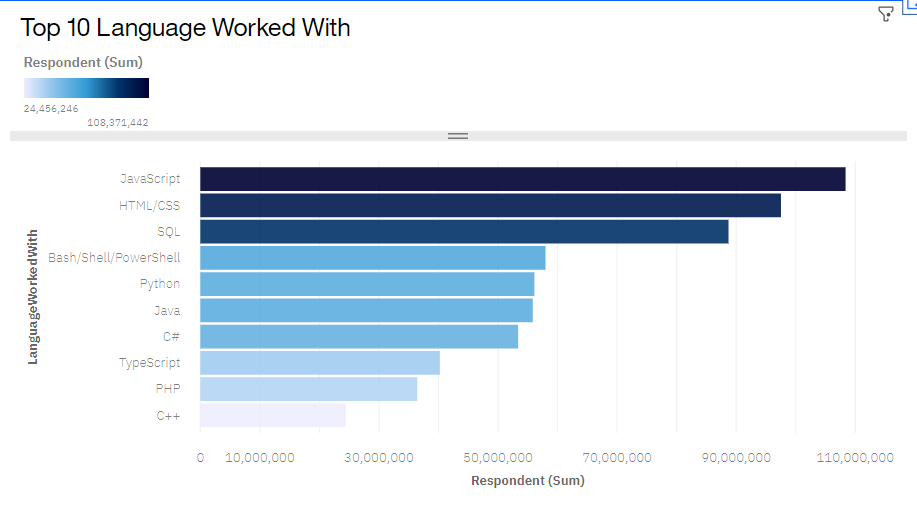 Top 10 Language Worked With
Respondent (Sum)
24,456,246
108,371,442
LanguageWorkedWith
JavaScript
HTML/CSS
SQL
Bash/Shell/PowerShell
Python
Java
C#
TypeScript
PHP
C++
0 10,000,000 30,000,000 50,000,000 70,000,000 90,000,000 110,000,000
Respondent (Sum)